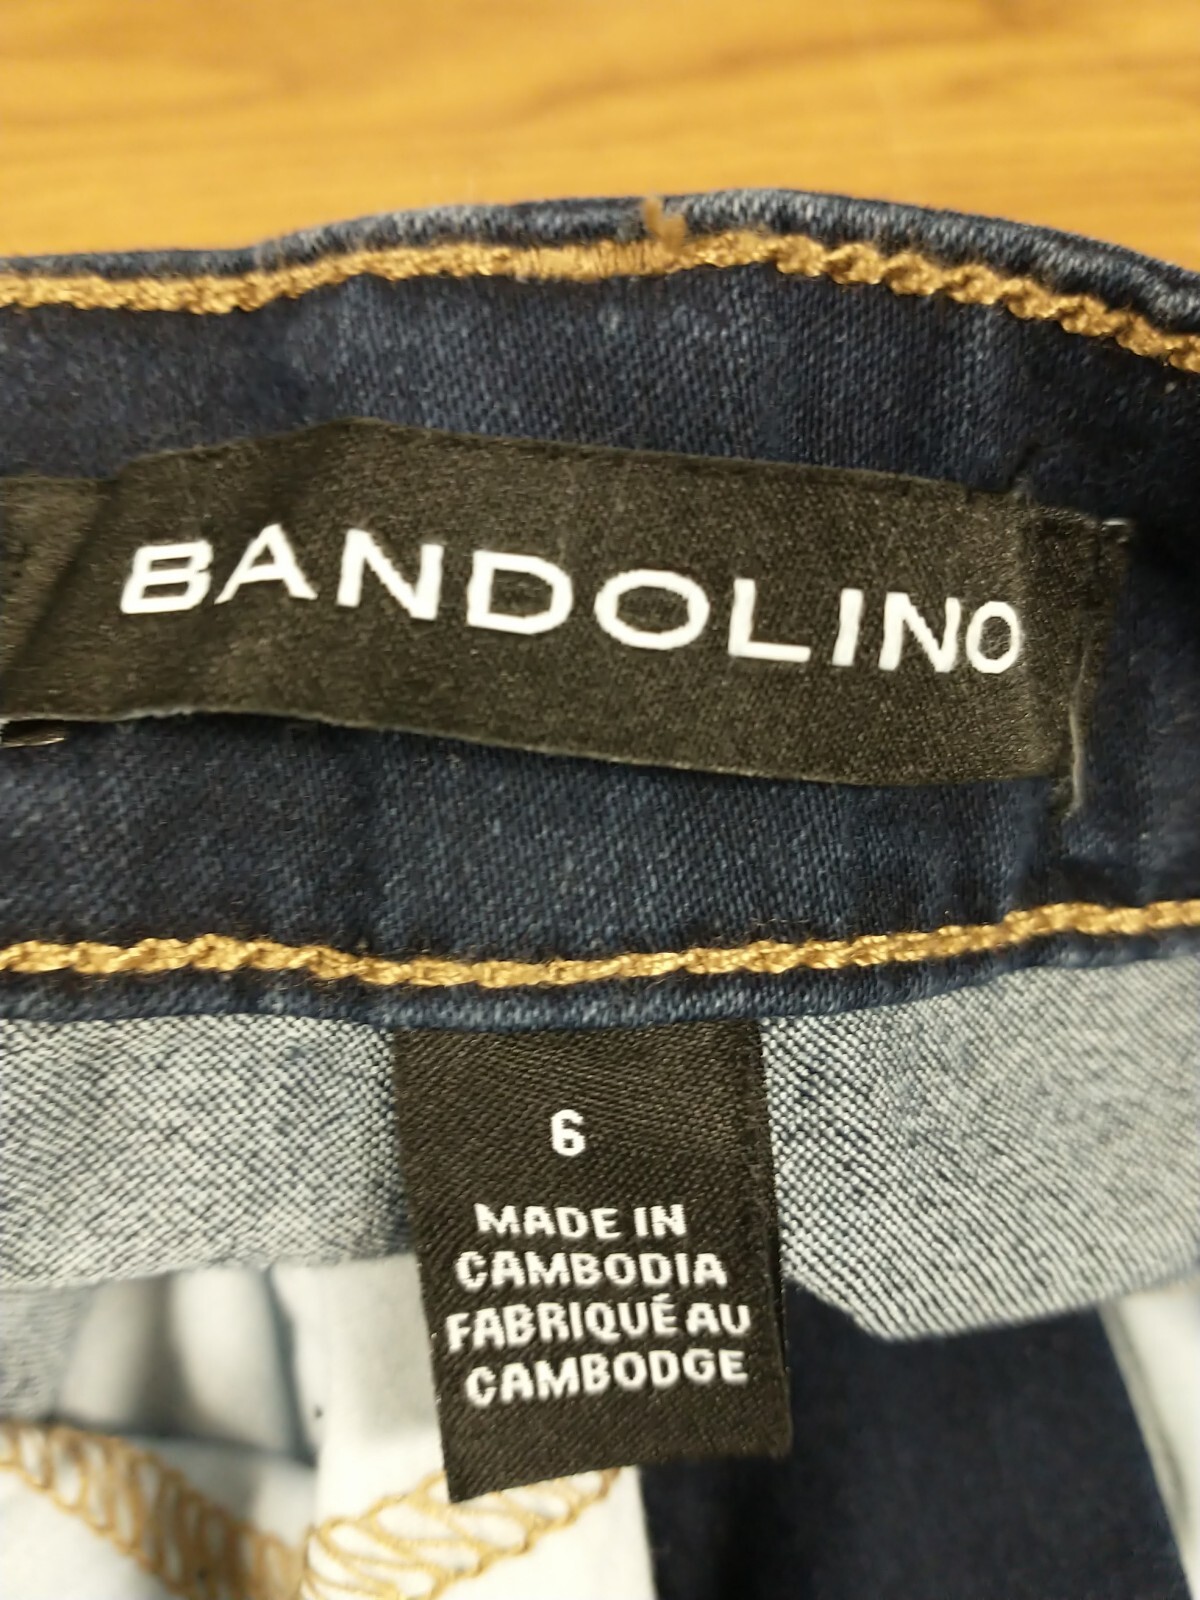 BANDOLINO
6
MADE IN
CAMBODIA
FABRIQUÉ AU
CAMBODGE